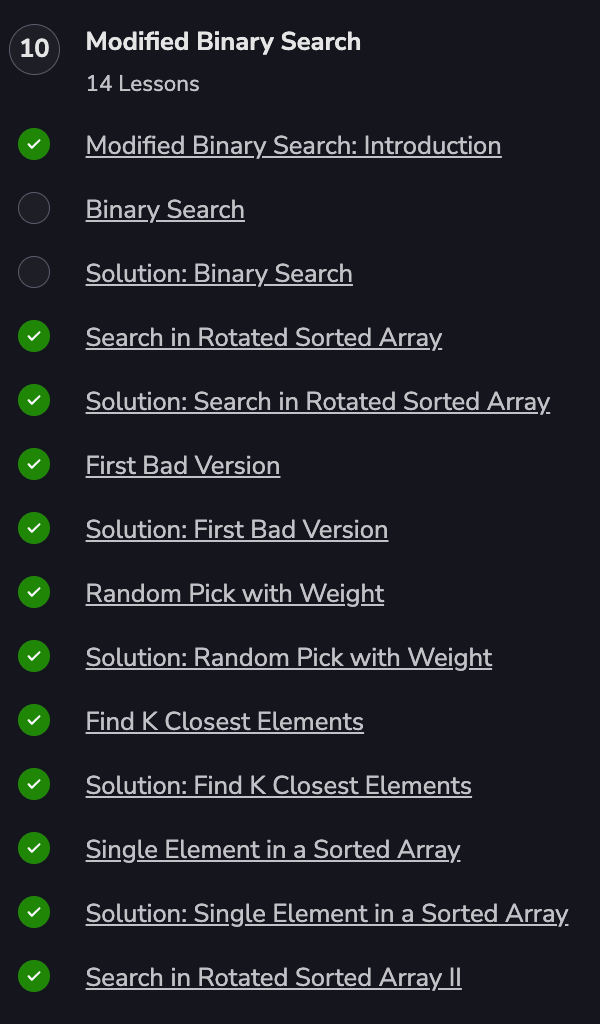 10
Modified Binary Search
14 Lessons
Modified Binary Search: Introduction
Binary Search
Solution: Binary Search
Search in Rotated Sorted Array
Solution: Search in Rotated Sorted Array
First Bad Version
Solution: First Bad Version
Random Pick with Weight
Solution: Random Pick with Weight
Find K Closest Elements
Solution: Find K Closest Elements
Single Element in a Sorted Array
Solution: Single Element in a Sorted Array
Search in Rotated Sorted Array II